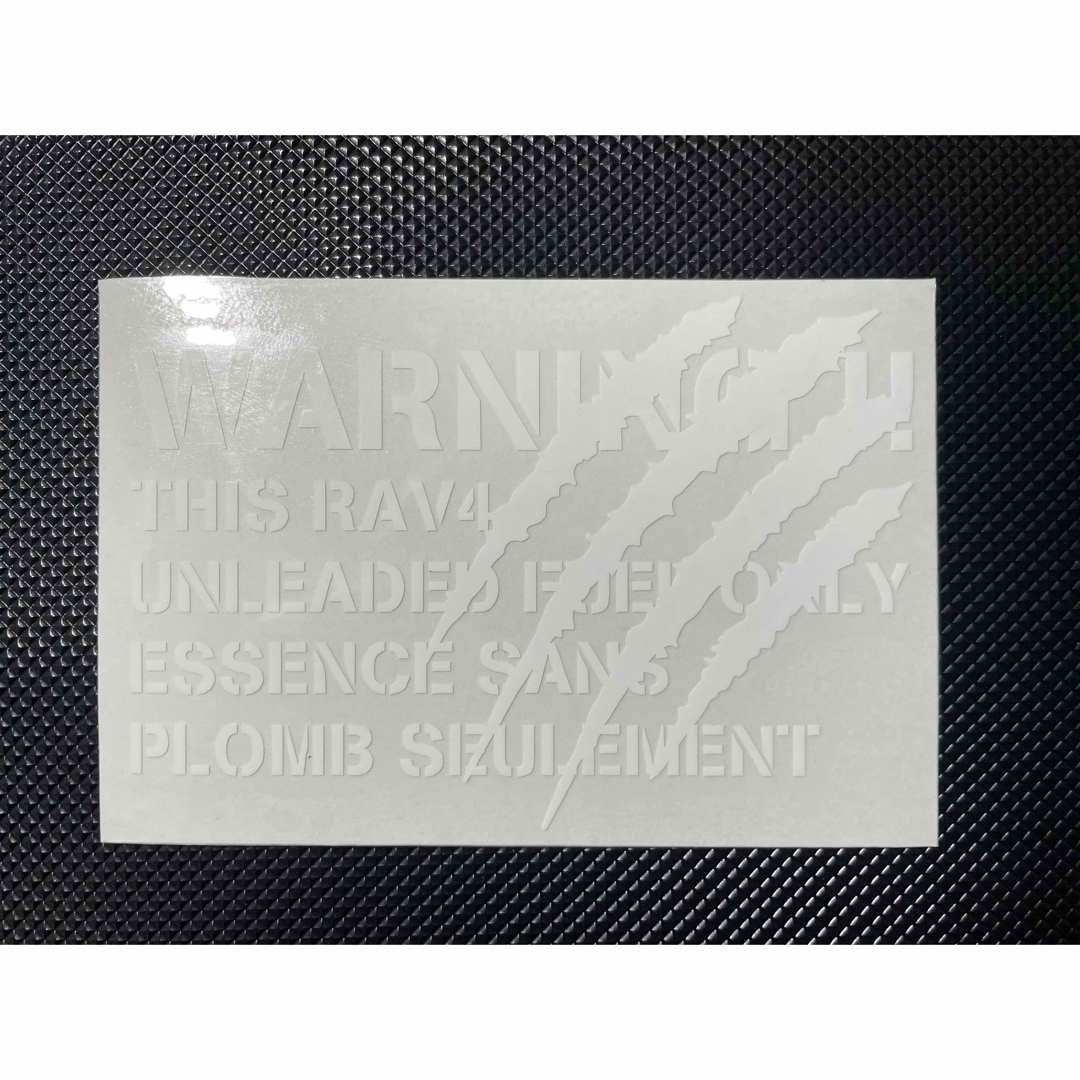 WARNING!!
THIS RAV4
UNLEADED FUEL ONLY
ESSENCE SANS
PLOMB SEULEMENT